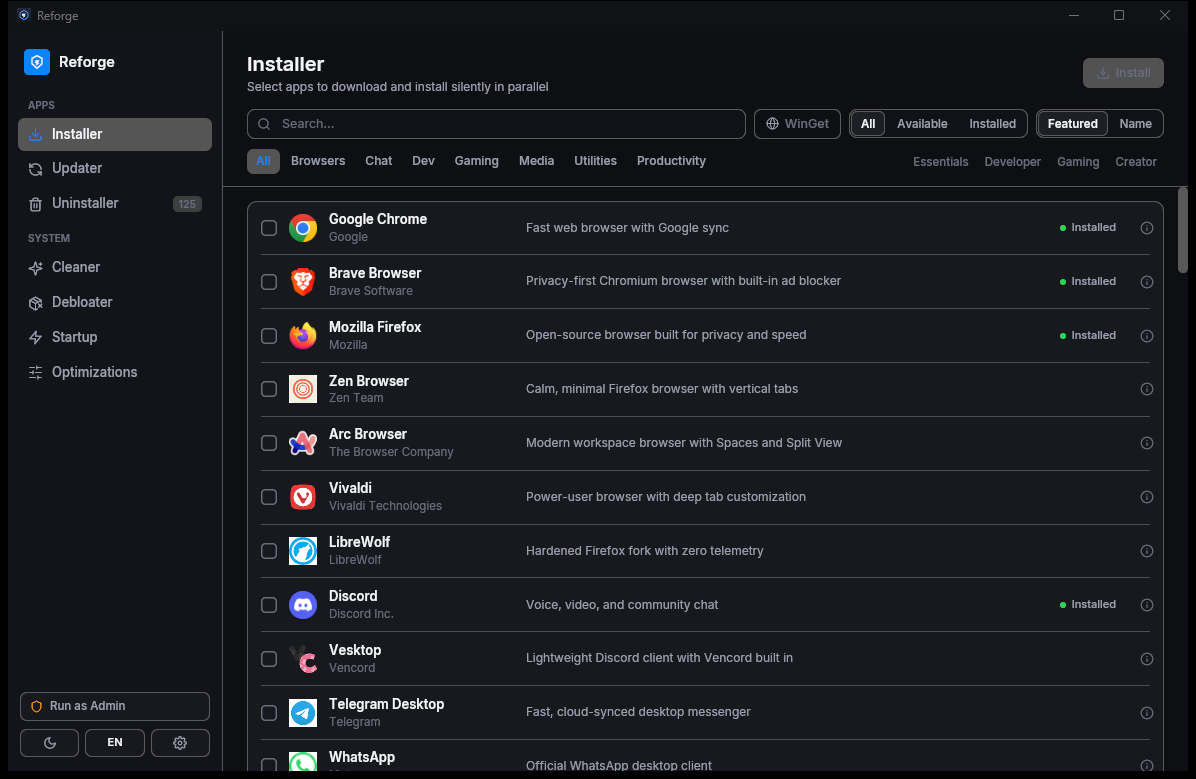 Reforge
Reforge
APPS
Installer
Updater
Uninstaller 125
SYSTEM
Cleaner
Debloater
Startup
Optimizations
Run as Admin
EN
Installer
Select apps to download and install silently in parallel
Install
Search... WinGet All Available Installed Featured Name
All Browsers Chat Dev Gaming Media Utilities Productivity Essentials Developer Gaming Creator
Google Chrome
Google
Fast web browser with Google sync
Installed
Brave Browser
Brave Software
Privacy-first Chromium browser with built-in ad blocker
Installed
Mozilla Firefox
Mozilla
Open-source browser built for privacy and speed
Installed
Zen Browser
Zen Team
Calm, minimal Firefox browser with vertical tabs
Arc Browser
The Browser Company
Modern workspace browser with Spaces and Split View
Vivaldi
Vivaldi Technologies
Power-user browser with deep tab customization
LibreWolf
LibreWolf
Hardened Firefox fork with zero telemetry
Discord
Discord Inc.
Voice, video, and community chat
Installed
Vesktop
Vencord
Lightweight Discord client with Vencord built in
Telegram Desktop
Telegram
Fast, cloud-synced desktop messenger
WhatsApp
Official WhatsApp desktop client